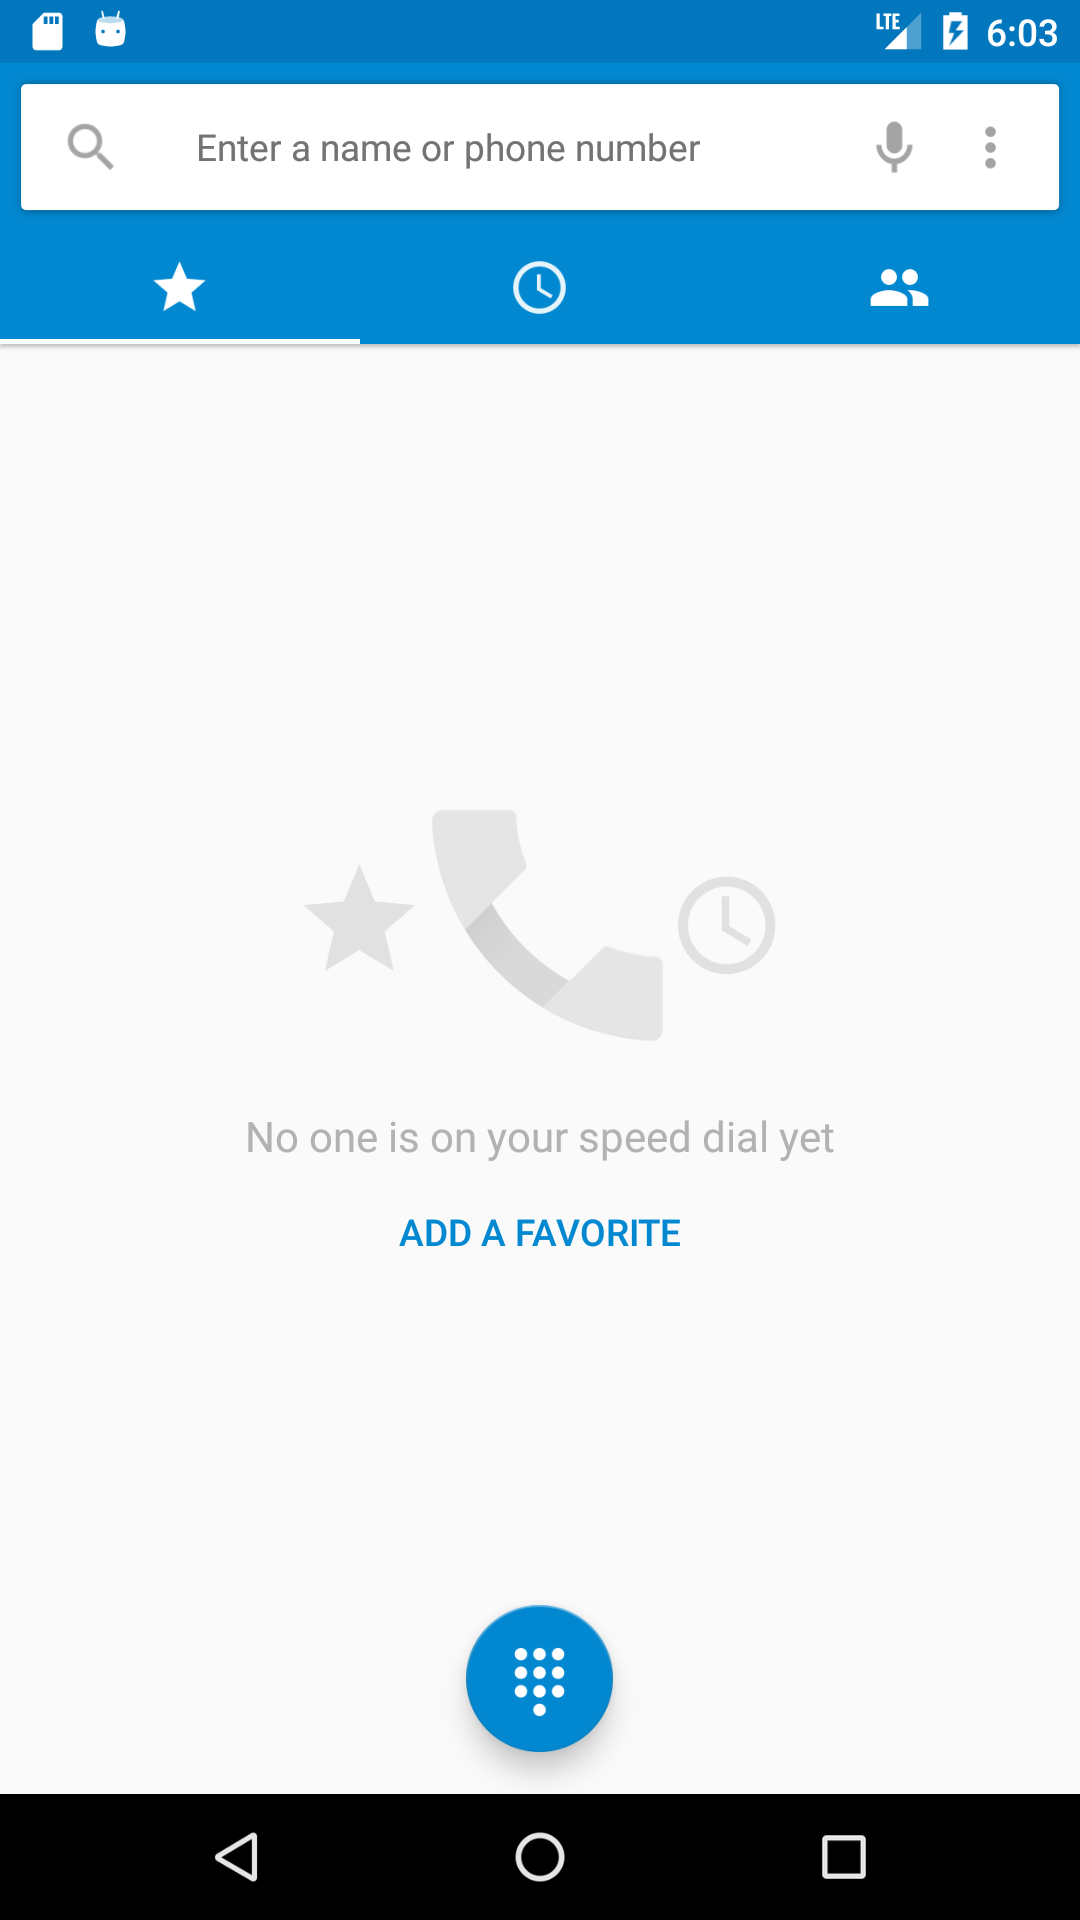 LTE 6:03
Enter a name or phone number
No one is on your speed dial yet
ADD A FAVORITE